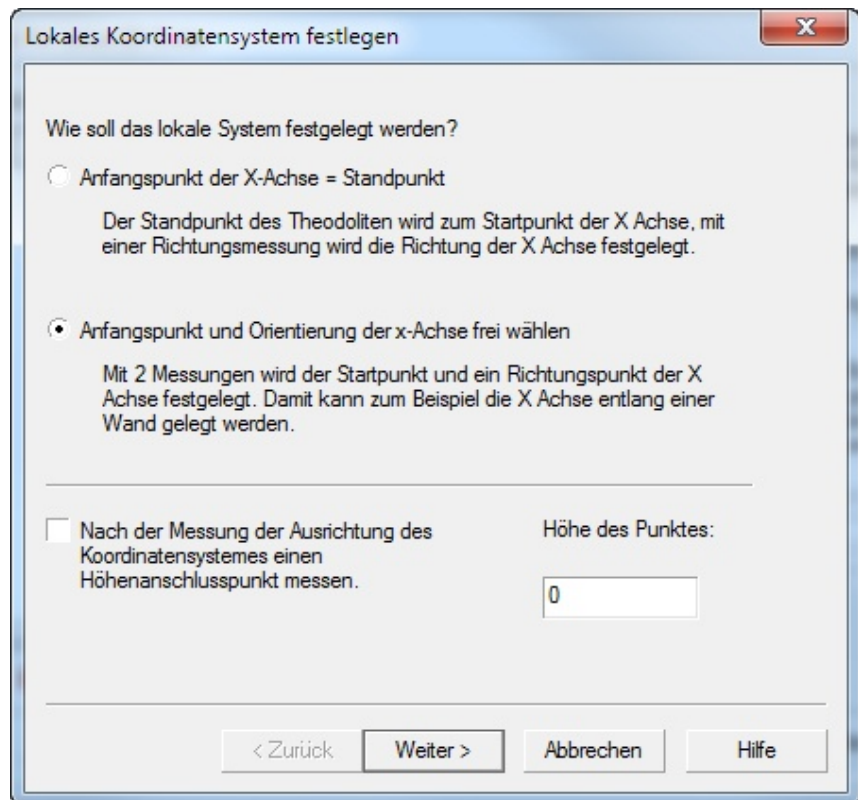 Lokales Koordinatensystem festlegen
Wie soll das lokale System festgelegt werden?
Anfangspunkt der X-Achse = Standpunkt
Der Standpunkt des Theodoliten wird zum Startpunkt der X Achse, mit
einer Richtungsmessung wird die Richtung der X Achse festgelegt.
Anfangspunkt und Orientierung der x-Achse frei wählen
Mit 2 Messungen wird der Startpunkt und ein Richtungspunkt der X
Achse festgelegt. Damit kann zum Beispiel die X Achse entlang einer
Wand gelegt werden.
Nach der Messung der Ausrichtung des
Koordinatensystemes einen
Höhenanschlusspunkt messen.
Höhe des Punktes:
0
< Zurück
Weiter >
Abbrechen
Hilfe